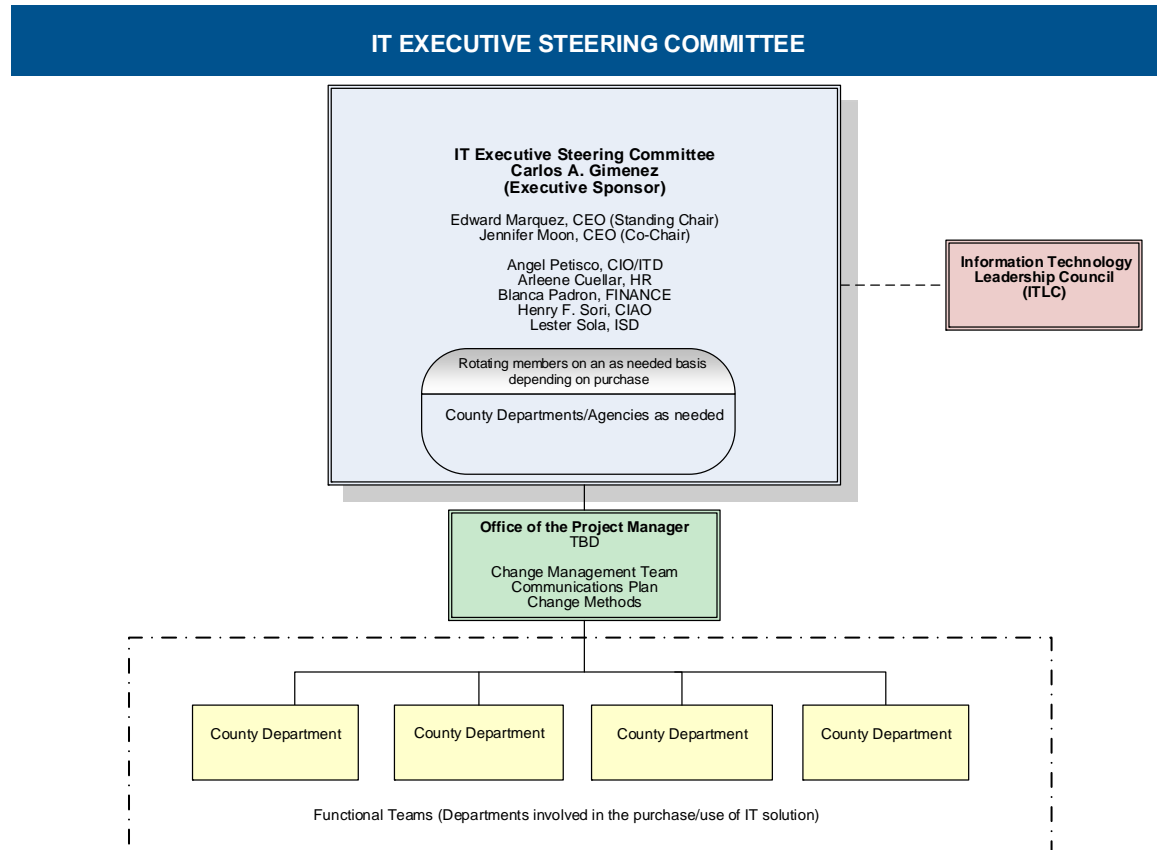 IT EXECUTIVE STEERING COMMITTEE
IT Executive Steering Committee
Carlos A. Gimenez
(Executive Sponsor)
Edward Marquez, CEO (Standing Chair)
Jennifer Moon, CEO (Co-Chair)
Angel Petisco, CIO/ITD
Arleene Cuellar, HR
Blanca Padron, FINANCE
Henry F. Sori, CIAO
Lester Sola, ISD
Rotating members on an as needed basis
depending on purchase
County Departments/Agencies as needed
Information Technology
Leadership Council
(ITLC)
Office of the Project Manager
TBD
Change Management Team
Communications Plan
Change Methods
County Department
County Department
County Department
County Department
Functional Teams (Departments involved in the purchase/use of IT solution)